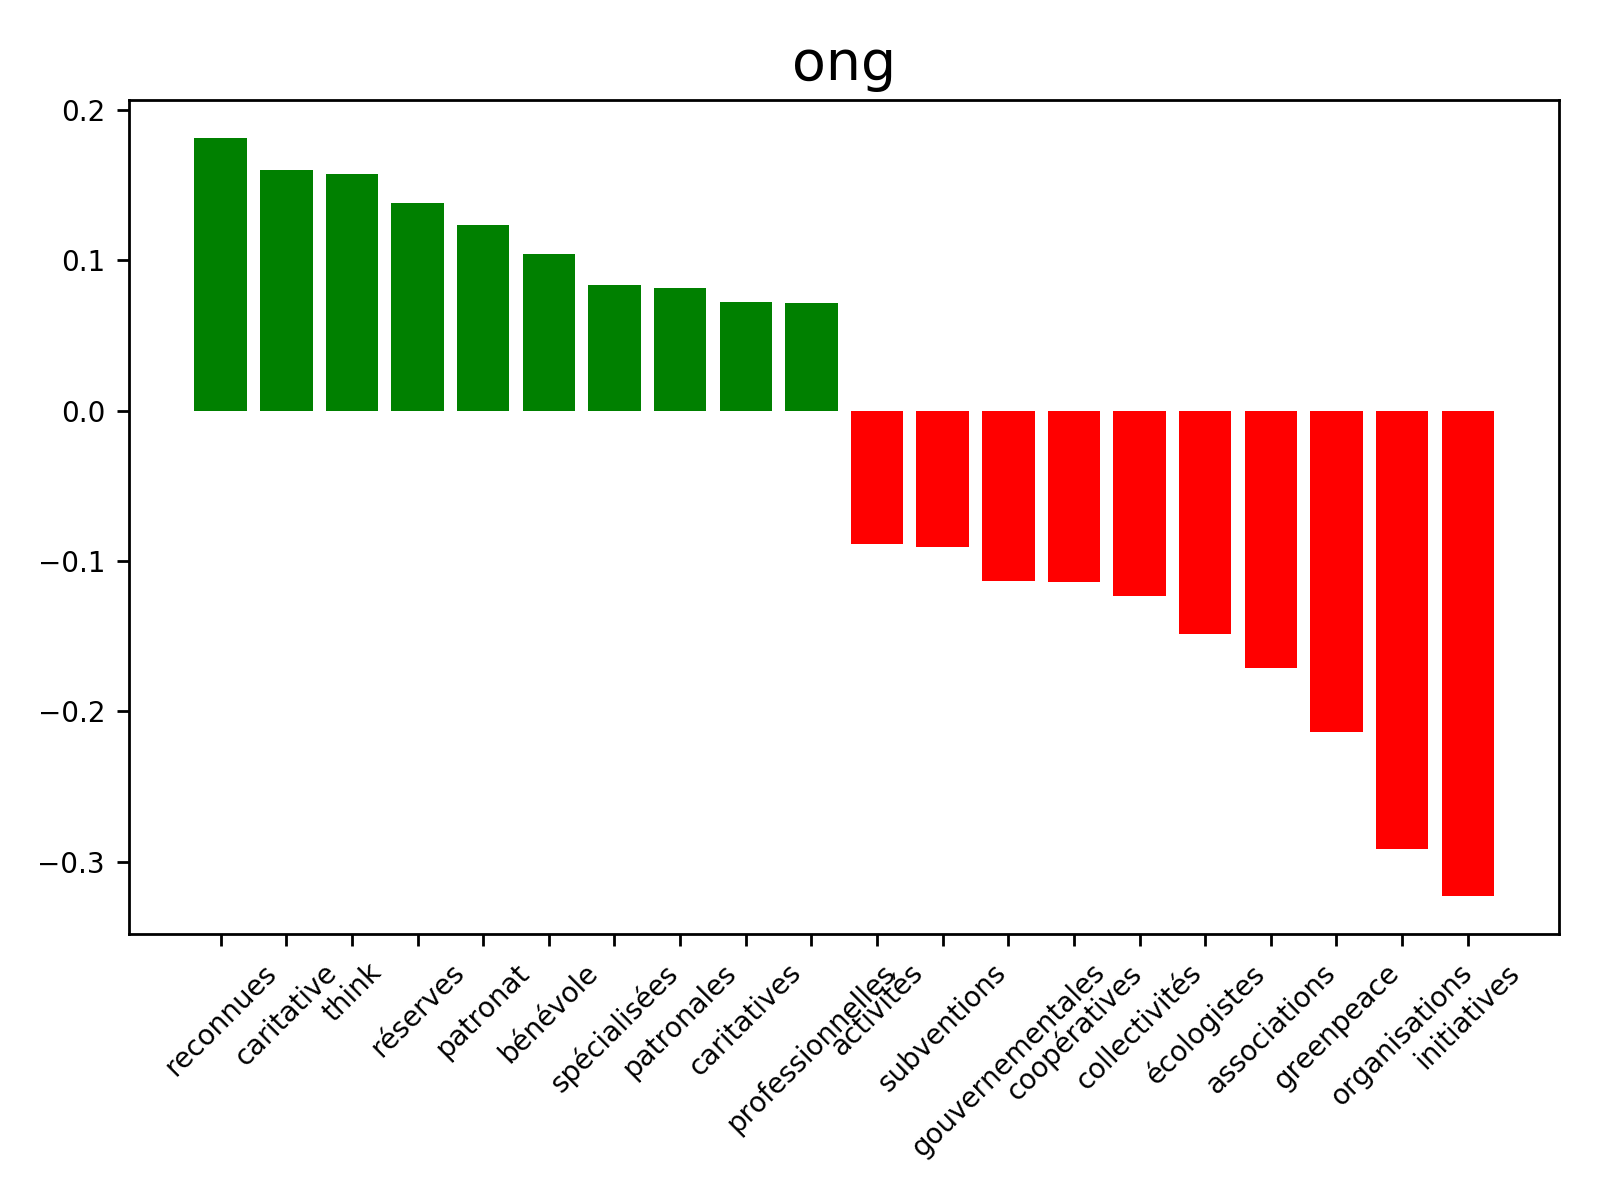 ong
0.2
0.1
0.0
−0.1
−0.2
−0.3
reconnues
caritative
think
réserves
patronat
bénévole
spécialisées
patronales
caritatives
professionnelles
activités
subventions
gouvernementales
coopératives
collectivités
écologistes
associations
greenpeace
organisations
initiatives